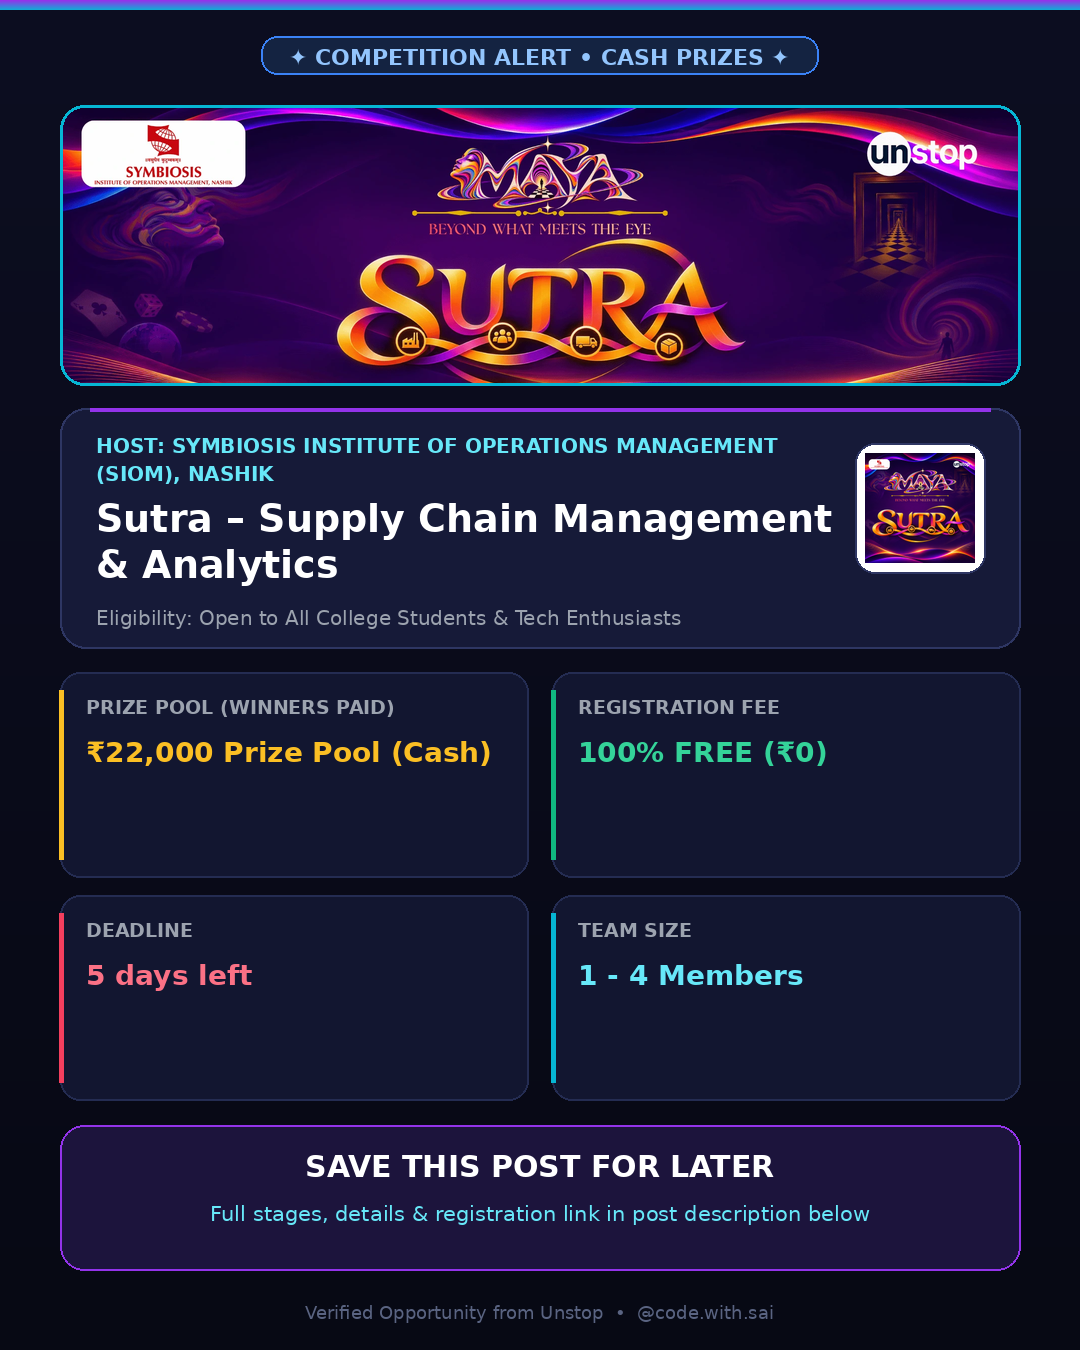 ✦ COMPETITION ALERT • CASH PRIZES ✦
SYMBIOSIS
INSTITUTE OF OPERATIONS MANAGEMENT, NASHIK
unstop
MAYA
BEYOND WHAT MEETS THE EYE
SUTRA
HOST: SYMBIOSIS INSTITUTE OF OPERATIONS MANAGEMENT
(SIOM), NASHIK
Sutra – Supply Chain Management
& Analytics
Eligibility: Open to All College Students & Tech Enthusiasts
MAYA
SUTRA
PRIZE POOL (WINNERS PAID)
₹22,000 Prize Pool (Cash)
REGISTRATION FEE
100% FREE (₹0)
DEADLINE
5 days left
TEAM SIZE
1 - 4 Members
SAVE THIS POST FOR LATER
Full stages, details & registration link in post description below
Verified Opportunity from Unstop • @code.with.sai